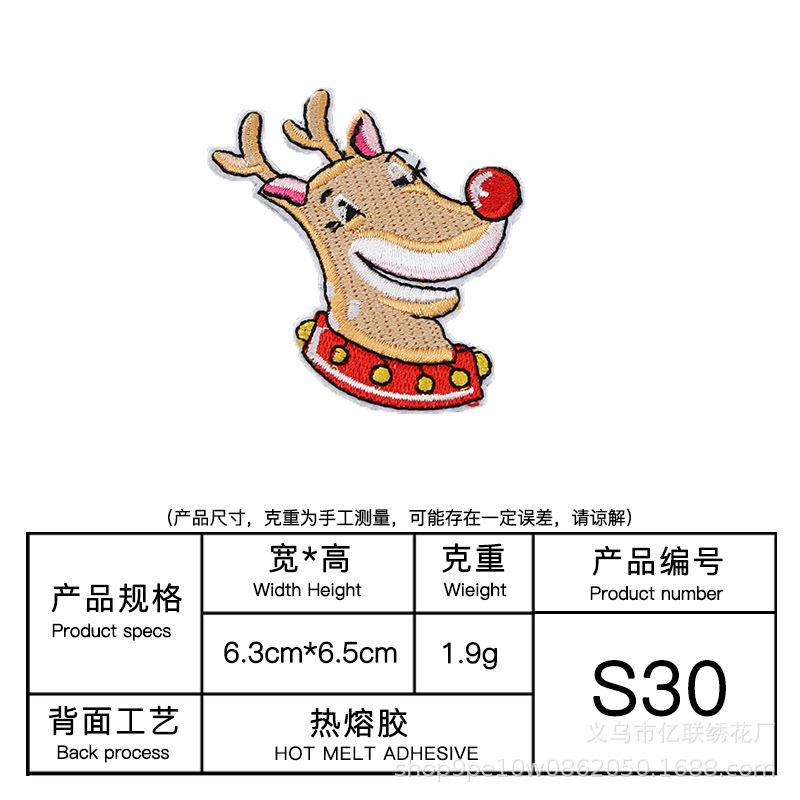 （产品尺寸，克重为手工测量，可能存在一定误差，请谅解）
产品规格
Product specs
宽*高
Width Height
克重
Wieight
产品编号
Product number
6.3cm*6.5cm
1.9g
S30
背面工艺
Back process
热熔胶
HOT MELT ADHESIVE
义乌市亿联绣花厂
shop9pe10w0862050.1688.com